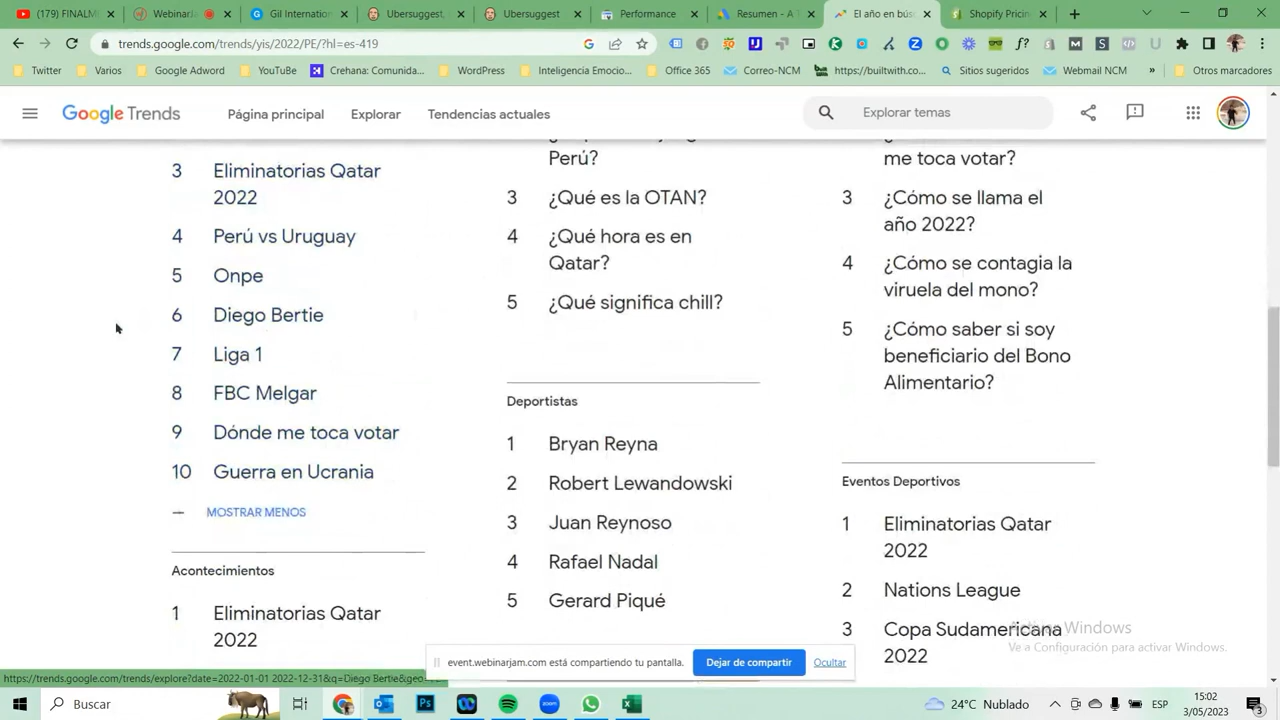 (179) FINALM
WebinarJa
Gil Internation
Ubersuggest,
Ubersuggest
Performance
Resumen - A T
El año en bús
Shopify Pricin
trends.google.com/trends/yis/2022/PE/?hl=es-419
Twitter
Varios
Google Adword
YouTube
Crehana: Comunida...
WordPress
Inteligencia Emocio...
Office 365
Correo-NCM
https://builtwith.co...
Sitios sugeridos
Webmail NCM
»
Otros marcadores
Google Trends
Página principal
Explorar
Tendencias actuales
Explorar temas
3 Eliminatorias Qatar
2022
4 Perú vs Uruguay
5 Onpe
6 Diego Bertie
7 Liga 1
8 FBC Melgar
9 Dónde me toca votar
10 Guerra en Ucrania
MOSTRAR MENOS
Acontecimientos
1 Eliminatorias Qatar
2022
Perú?
3 ¿Qué es la OTAN?
4 ¿Qué hora es en
Qatar?
5 ¿Qué significa chill?
Deportistas
1 Bryan Reyna
2 Robert Lewandowski
3 Juan Reynoso
4 Rafael Nadal
5 Gerard Piqué
me toca votar?
3 ¿Cómo se llama el
año 2022?
4 ¿Cómo se contagia la
viruela del mono?
5 ¿Cómo saber si soy
beneficiario del Bono
Alimentario?
Eventos Deportivos
1 Eliminatorias Qatar
2022
2 Nations League
3 Copa Sudamericana
2022
Activar Windows
Ve a Configuración para activar Windows.
event.webinarjam.com está compartiendo tu pantalla.
Dejar de compartir
Ocultar
https://trends.google.com/trends/explore?date=2022-01-01 2022-12-31&q=Diego Bertie&geo=
Buscar
24°C Nublado
ESP
15:02
3/05/2023
3